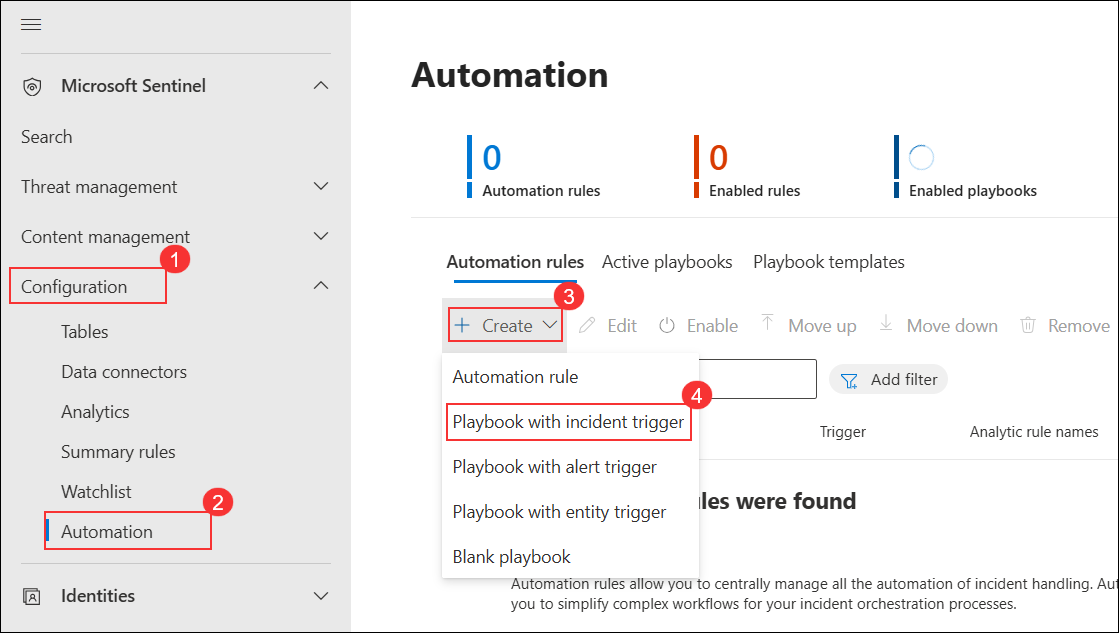 Microsoft Sentinel
Search
Threat management
Content management
1
Configuration
Tables
Data connectors
Analytics
Summary rules
Watchlist
2
Automation
Identities
Automation
0
Automation rules
0
Enabled rules
Enabled playbooks
Automation rules Active playbooks Playbook templates
3
Create Edit Enable Move up Move down Remove
Automation rule
Playbook with incident trigger
4
Playbook with alert trigger
Playbook with entity trigger
Blank playbook
Add filter
Trigger Analytic rule names
les were found
Automation rules allow you to centrally manage all the automation of incident handling. Aut
you to simplify complex workflows for your incident orchestration processes.